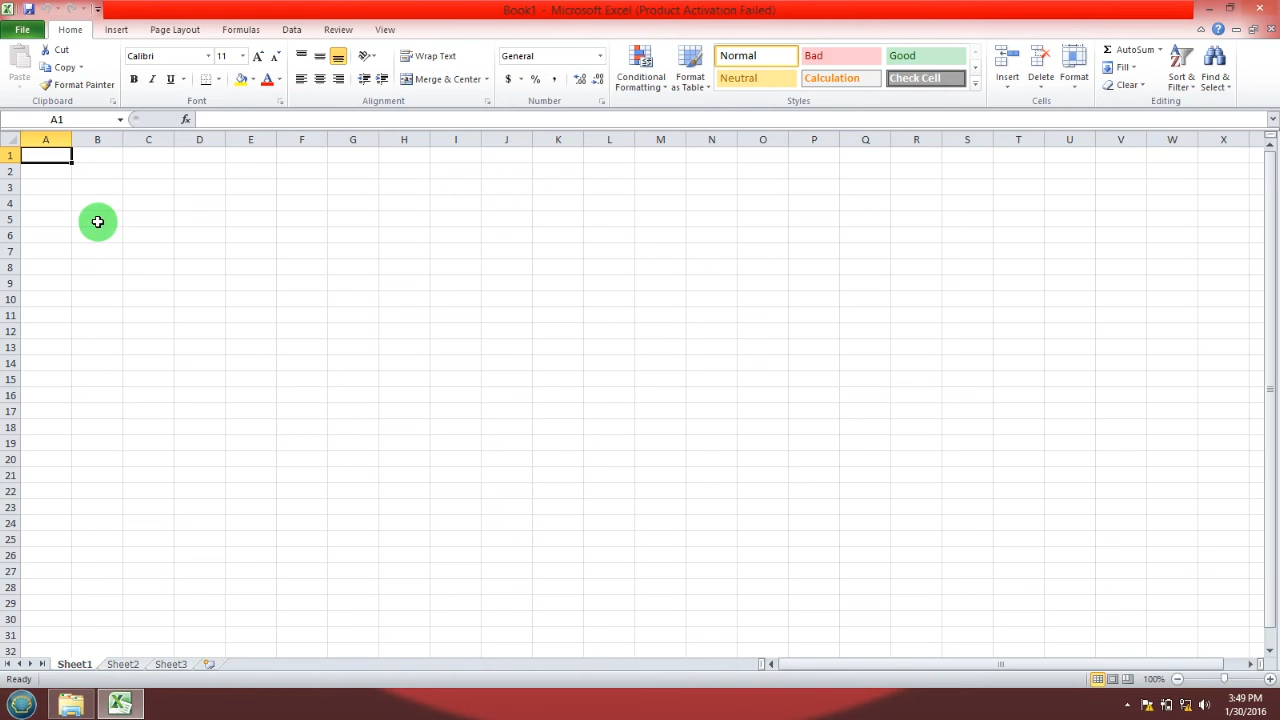 Book1 - Microsoft Excel (Product Activation Failed)
File Home Insert Page Layout Formulas Data Review View
Paste
Cut
Copy
Format Painter
Clipboard
Calibri 11
B I U
Font
Wrap Text
Merge & Center
Alignment
General
$ % ,
Number
Conditional Formatting
Format as Table
Normal Bad Good
Neutral Calculation Check Cell
Styles
Insert Delete Format
Cells
AutoSum
Fill
Clear
Sort & Filter
Find & Select
Editing
A1 fx
A B C D E F G H I J K L M N O P Q R S T U V W X
1
2
3
4
5
6
7
8
9
10
11
12
13
14
15
16
17
18
19
20
21
22
23
24
25
26
27
28
29
30
31
32
Sheet1 Sheet2 Sheet3
Ready 100%
3:49 PM
1/30/2016